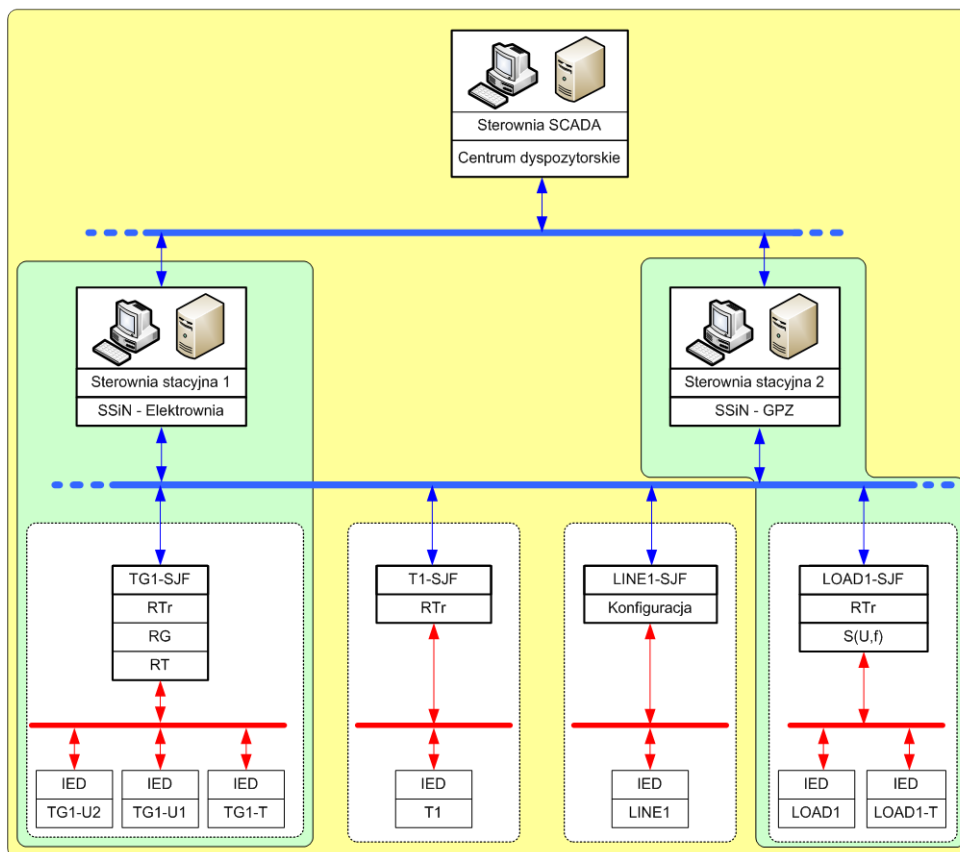 Sterownia SCADA
Centrum dyspozytorskie
Sterownia stacyjna 1
SSiN - Elektrownia
Sterownia stacyjna 2
SSiN - GPZ
TG1-SJF
RTr
RG
RT
T1-SJF
RTr
LINE1-SJF
Konfiguracja
LOAD1-SJF
RTr
S(U,f)
IED
TG1-U2
IED
TG1-U1
IED
TG1-T
IED
T1
IED
LINE1
IED
LOAD1
IED
LOAD1-T